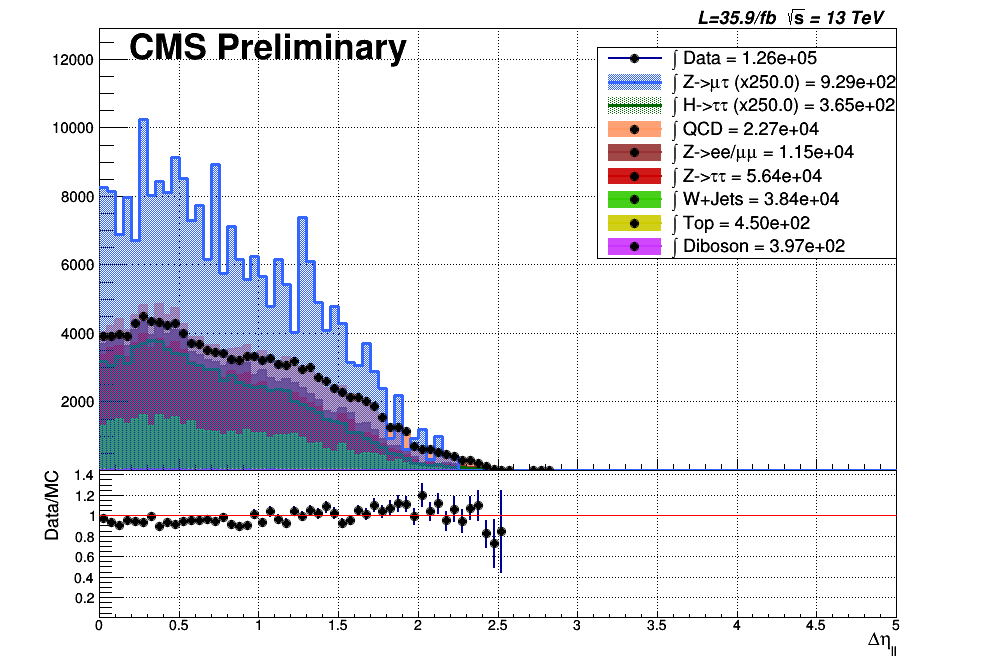 L=35.9/fb √s = 13 TeV
CMS Preliminary
∫ Data = 1.26e+05
∫ Z->μτ (x250.0) = 9.29e+02
∫ H->ττ (x250.0) = 3.65e+02
∫ QCD = 2.27e+04
∫ Z->ee/μμ = 1.15e+04
∫ Z->ττ = 5.64e+04
∫ W+Jets = 3.84e+04
∫ Top = 4.50e+02
∫ Diboson = 3.97e+02
12000
10000
8000
6000
4000
2000
Data/MC
1.4
1.2
1
0.8
0.6
0.4
0.2
0 0.5 1 1.5 2 2.5 3 3.5 4 4.5 5
Δη||